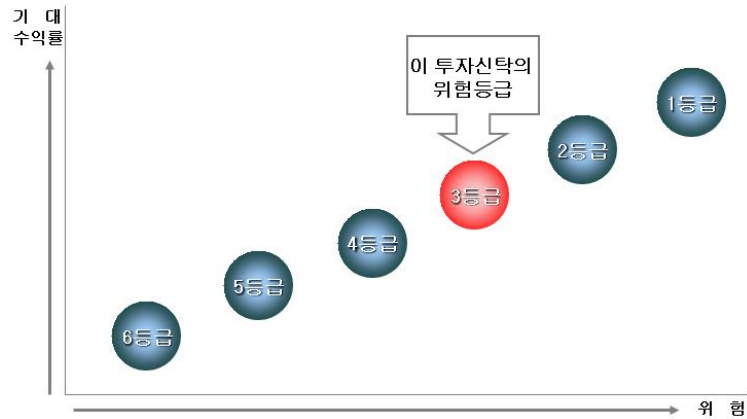 기 대
수익률
이 투자신탁의
위험등급
1등급
2등급
3등급
4등급
5등급
6등급
위 험